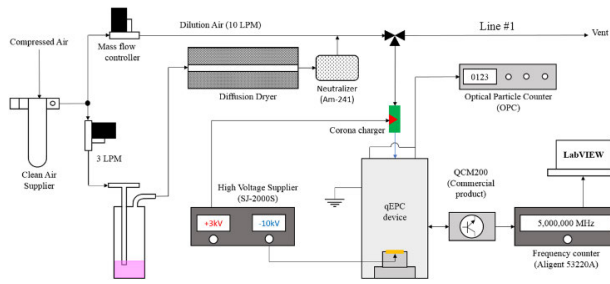 Compressed Air
Mass flow
controller
Dilution Air (10 LPM)
Line #1
Vent
Diffusion Dryer
Neutralizer
(Am-241)
0123
Optical Particle Counter
(OPC)
Corona charger
3 LPM
Clean Air
Supplier
High Voltage Supplier
(SJ-2000S)
+3kV
-10kV
qEPC
device
QCM200
(Commercial
product)
LabVIEW
5,000,000 MHz
Frequency counter
(Aligent 53220A)